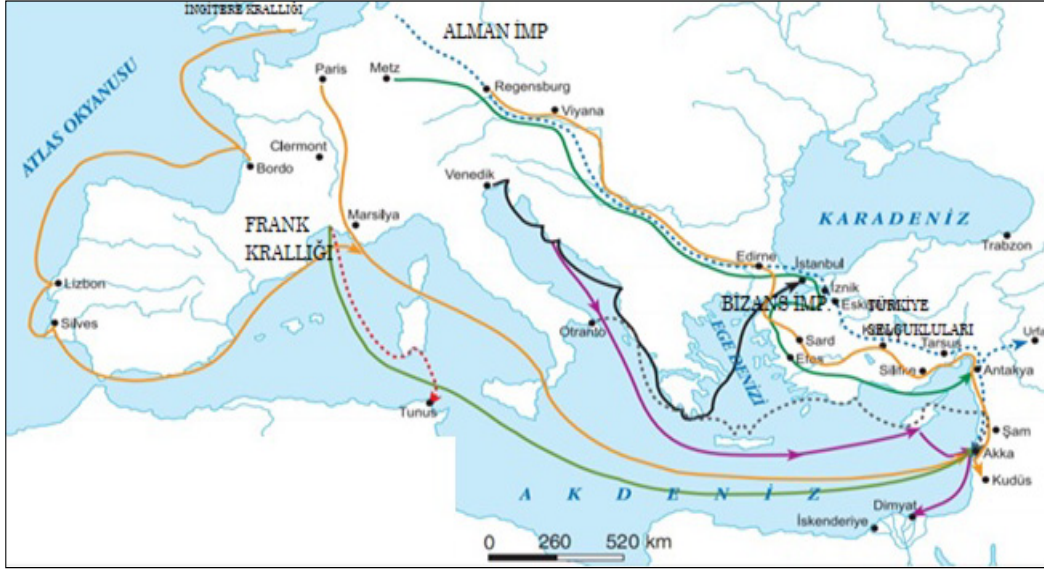 İNGİTERE KRALLIĞI
ALMAN İMP
ATLAS OKYANUSU
Paris
Metz
Regensburg
Viyana
Clermont
Bordo
Venedik
FRANK
KRALLIĞI
Marsilya
KARADENİZ
Trabzon
Edirne
İstanbul
İznik
Lizbon
Silves
BİZANS İMP.
TÜRKİYE
SELÇUKLULARI
Otranto
EGE DENİZİ
Sard
Efes
Tarsus
Silifke
Urfa
Antakya
Tunus
Şam
Akka
Kudüs
AKDENİZ
Dimyat
İskenderiye
0 260 520 km